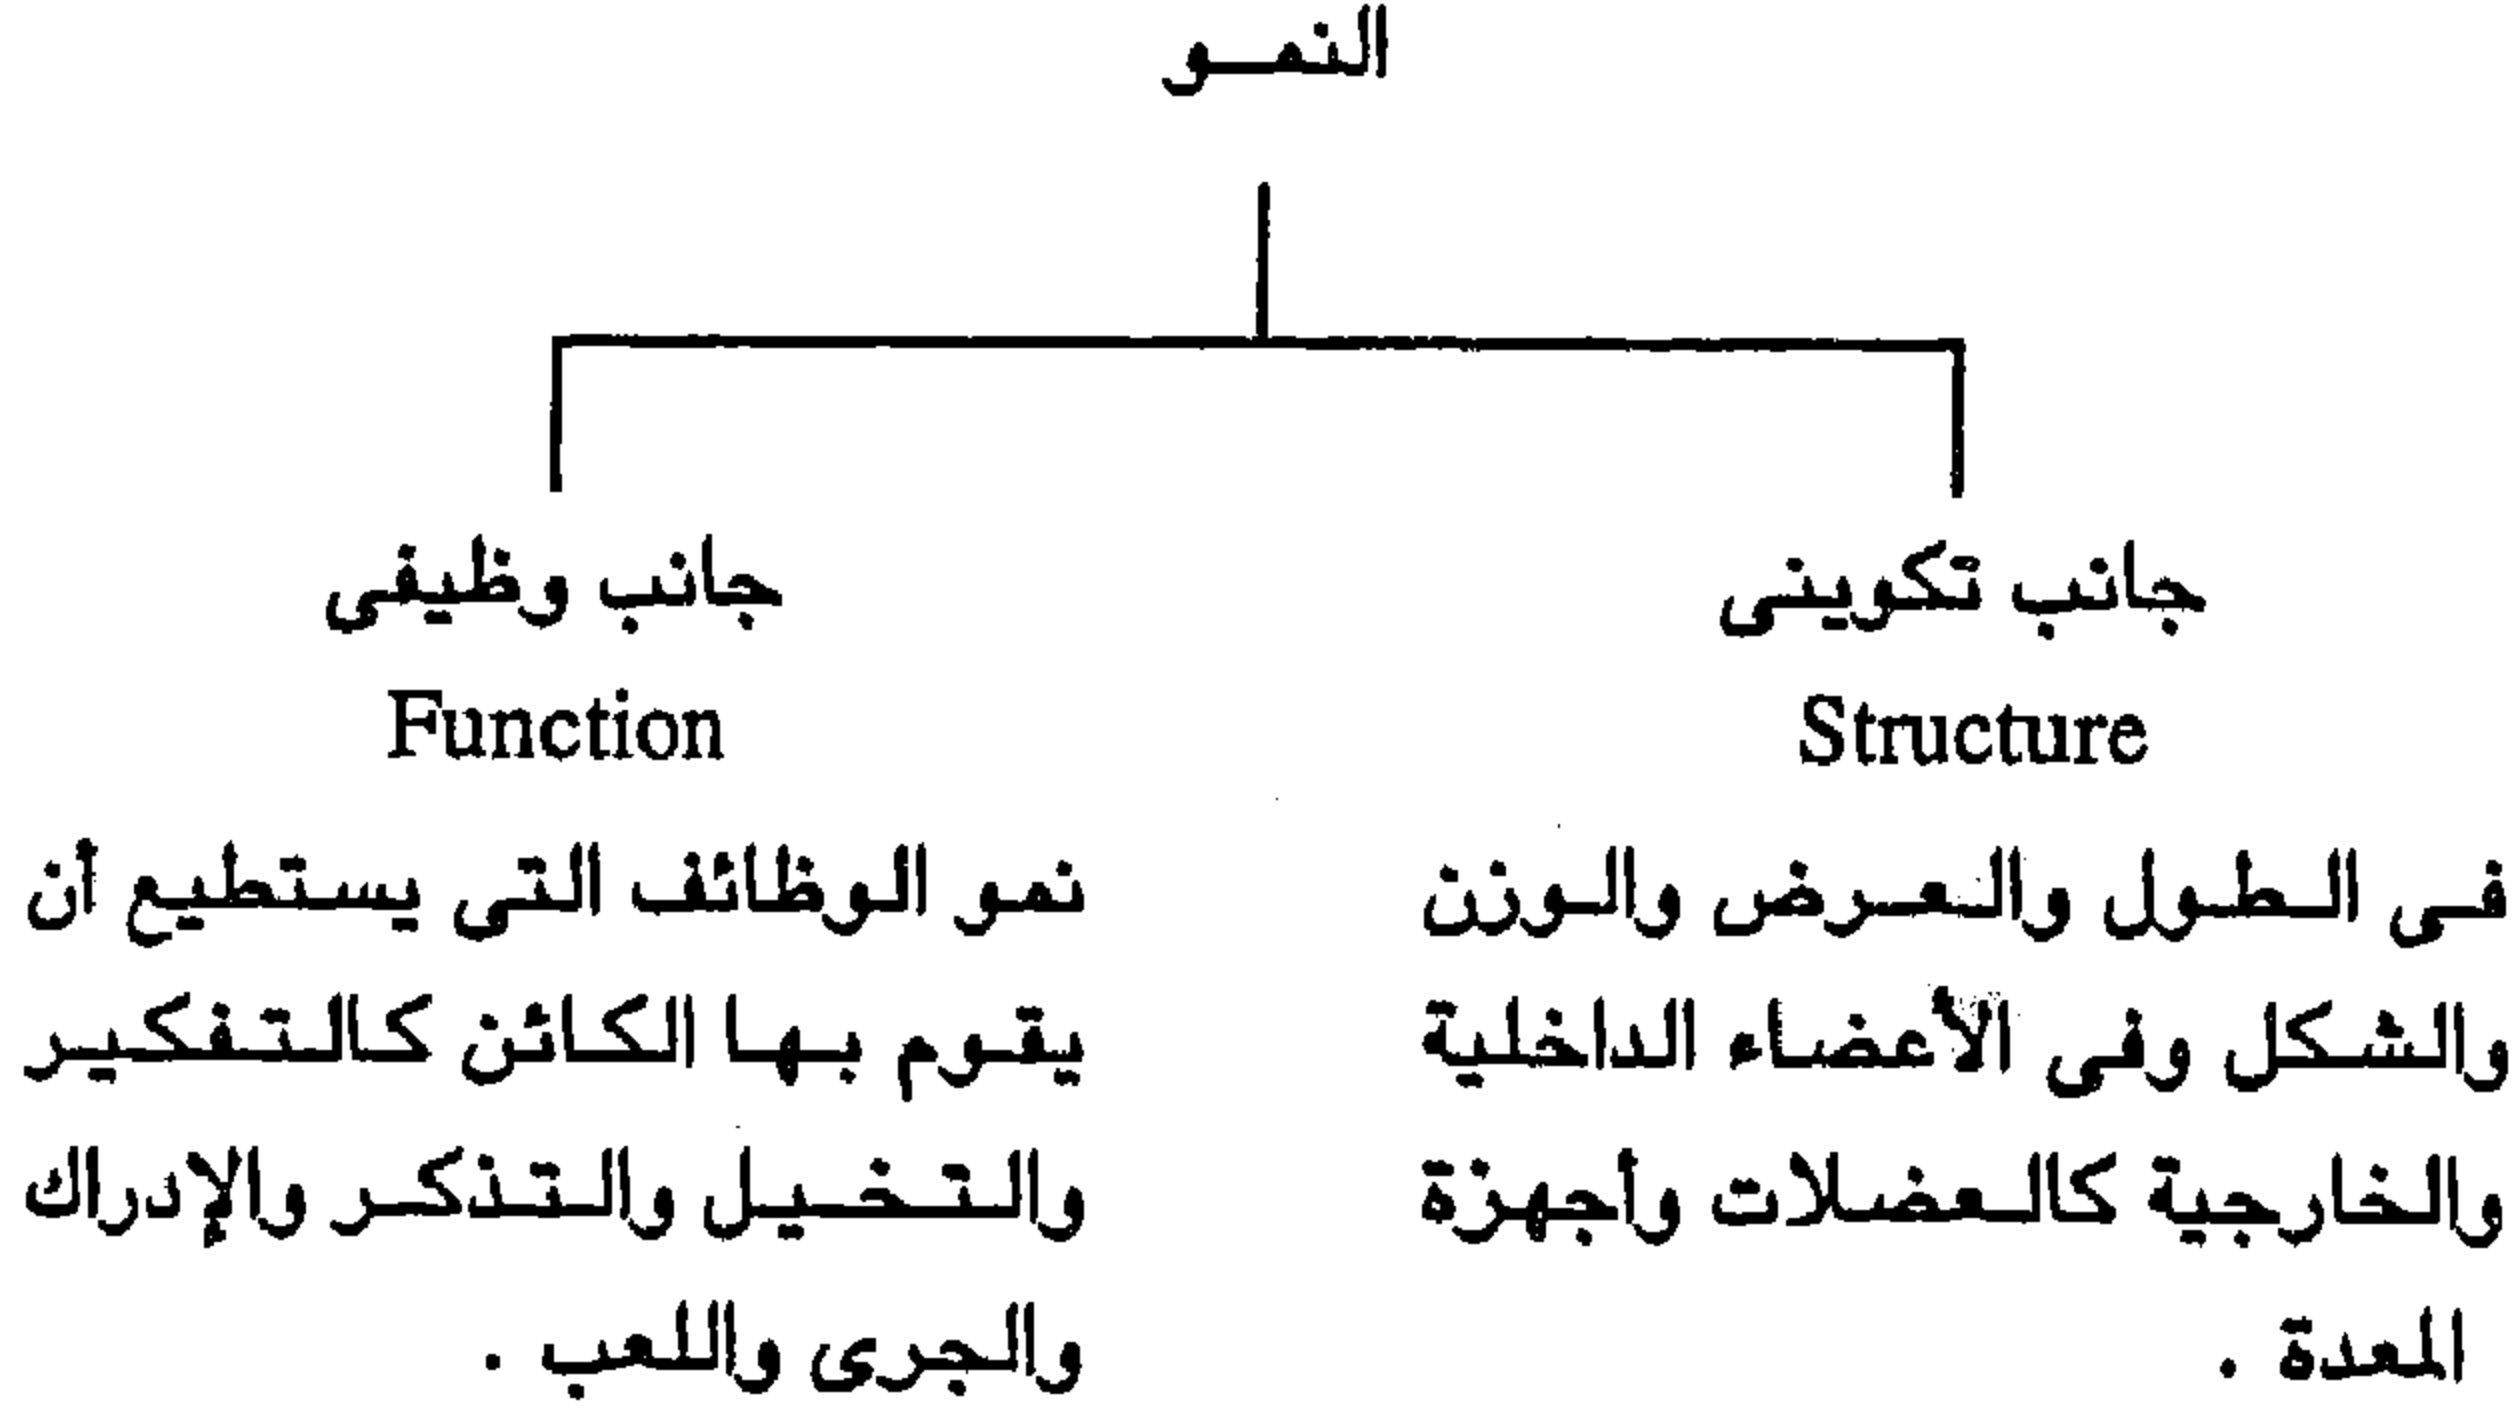 النمو
جانب تكوينى
Structure
فى الطول والعرض والوزن
والشكل وفى الأعضاء الداخلية
والخارجية كالعضلات وأجهزة
المعدة .
جانب وظيفى
Function
نمو الوظائف التى يستطيع أن
يقوم بها الكائن كالتفكير
والتخيل والتذكر والإدراك
والجرى واللعب .